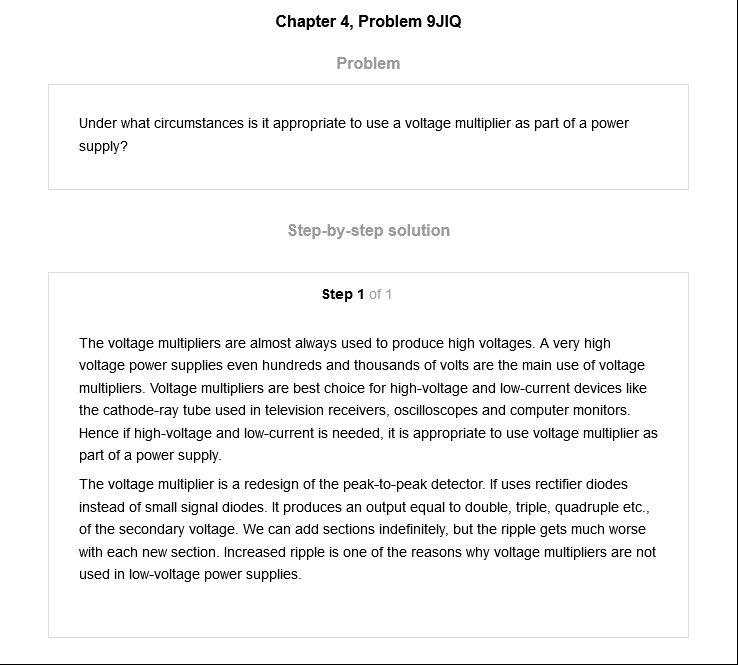 Chapter 4, Problem 9JIQ
Problem
Under what circumstances is it appropriate to use a voltage multiplier as part of a power
supply?
Step-by-step solution
Step 1 of 1
The voltage multipliers are almost always used to produce high voltages. A very high
voltage power supplies even hundreds and thousands of volts are the main use of voltage
multipliers. Voltage multipliers are best choice for high-voltage and low-current devices like
the cathode-ray tube used in television receivers, oscilloscopes and computer monitors.
Hence if high-voltage and low-current is needed, it is appropriate to use voltage multiplier as
part of a power supply.
The voltage multiplier is a redesign of the peak-to-peak detector. If uses rectifier diodes
instead of small signal diodes. It produces an output equal to double, triple, quadruple etc.,
of the secondary voltage. We can add sections indefinitely, but the ripple gets much worse
with each new section. Increased ripple is one of the reasons why voltage multipliers are not
used in low-voltage power supplies.